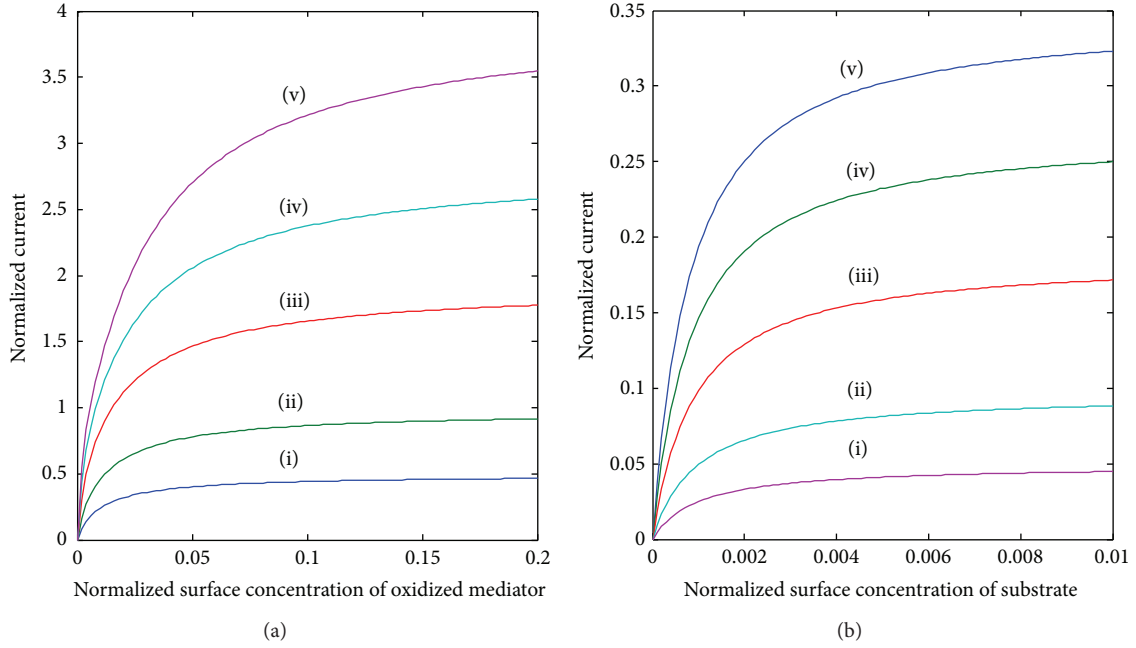 4
3.5
3
2.5
2
1.5
1
0.5
0
0
0.05
0.1
0.15
0.2
(v)
(iv)
(iii)
(ii)
(i)
Normalized current
Normalized surface concentration of oxidized mediator
(a)
0.35
0.3
0.25
0.2
0.15
0.1
0.05
0
0
0.002
0.004
0.006
0.008
0.01
(v)
(iv)
(iii)
(ii)
(i)
Normalized current
Normalized surface concentration of substrate
(b)